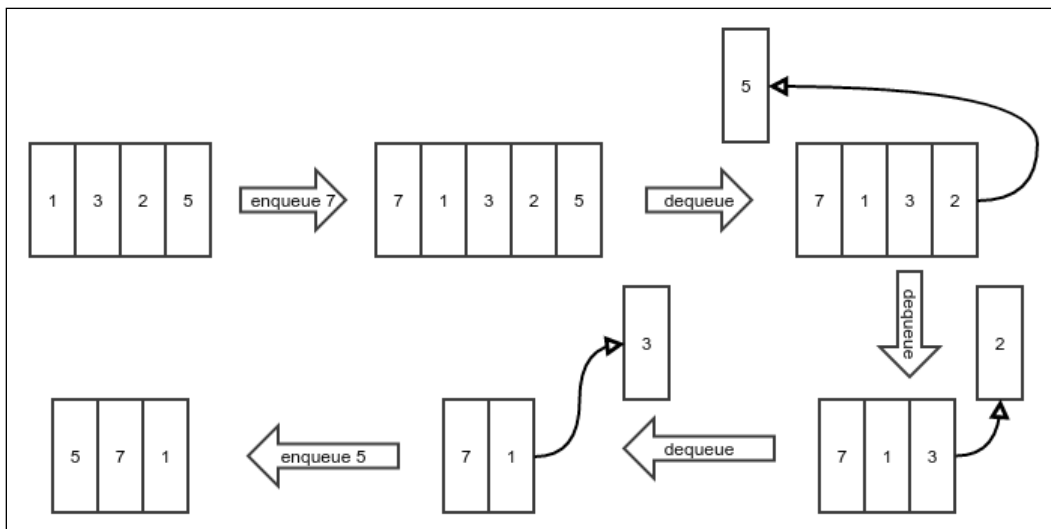 5
1 3 2 5
enqueue 7
7 1 3 2 5
dequeue
7 1 3 2
dequeue
2
7 1 3
dequeue
3
7 1
enqueue 5
5 7 1